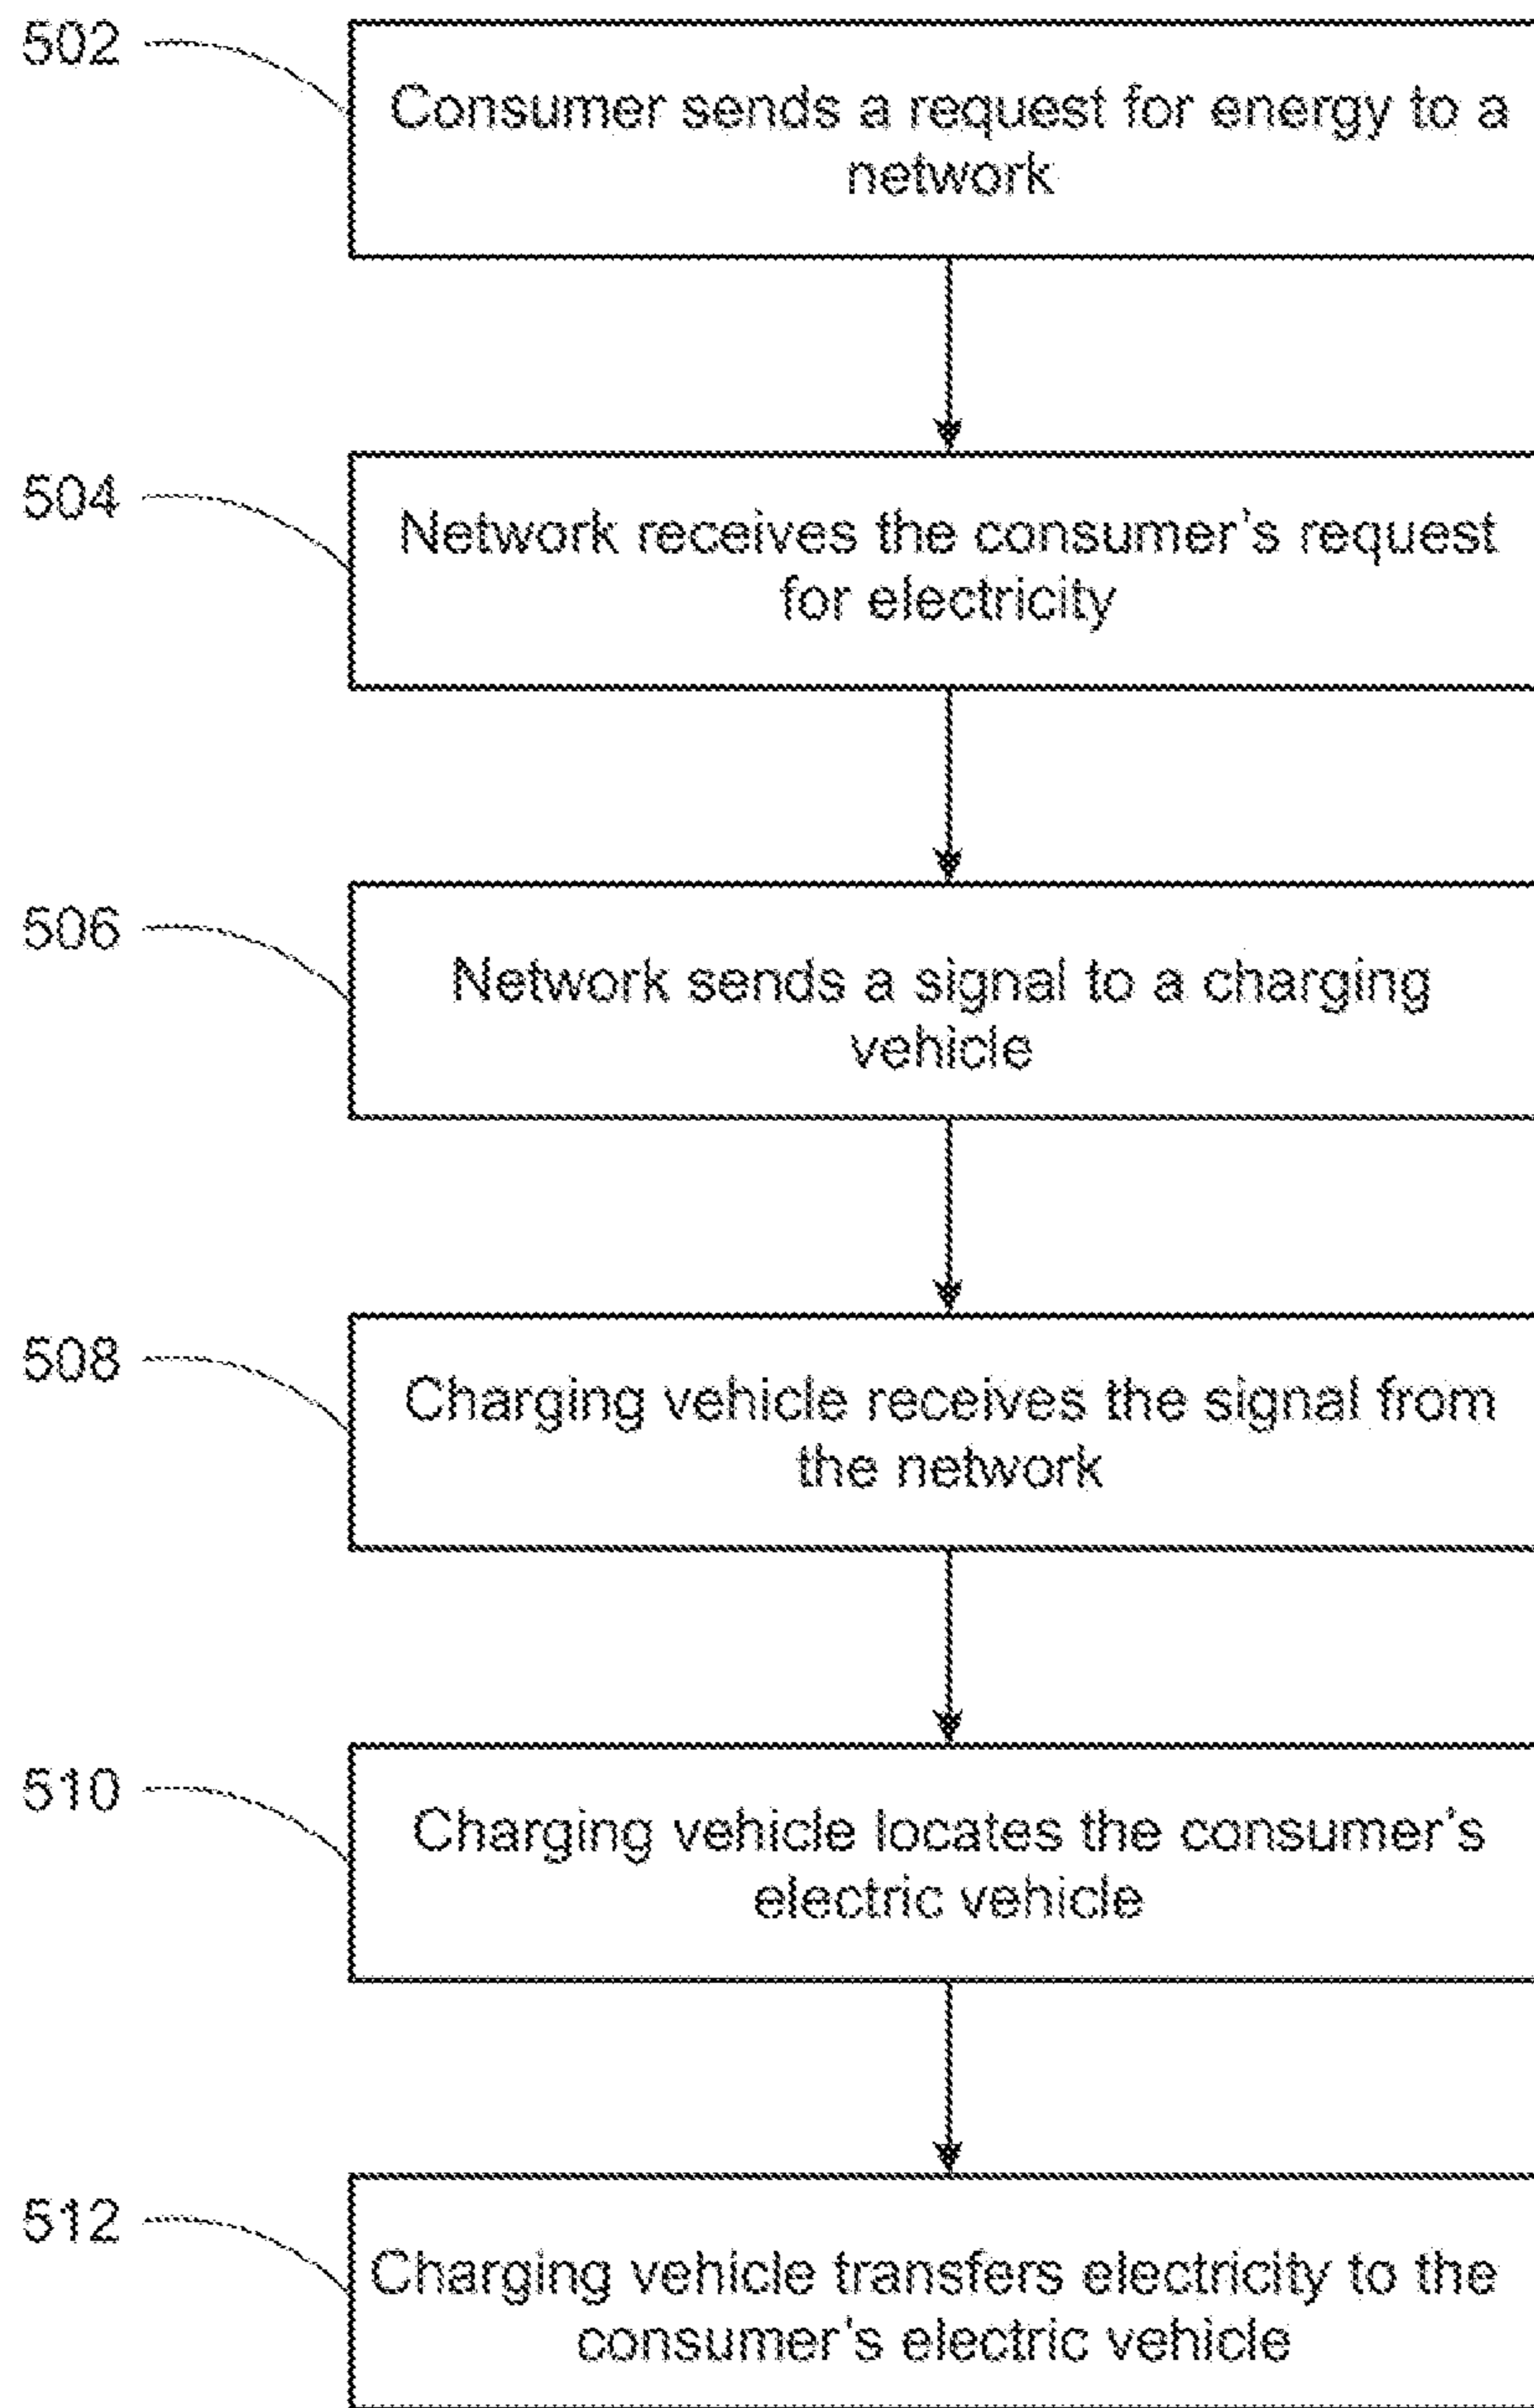 502
Consumer sends a request for energy to a
network
504
Network receives the consumer's request
for electricity
506
Network sends a signal to a charging
vehicle
508
Charging vehicle receives the signal from
the network
510
Charging vehicle locates the consumer's
electric vehicle
512
Charging vehicle transfers electricity to the
consumer's electric vehicle